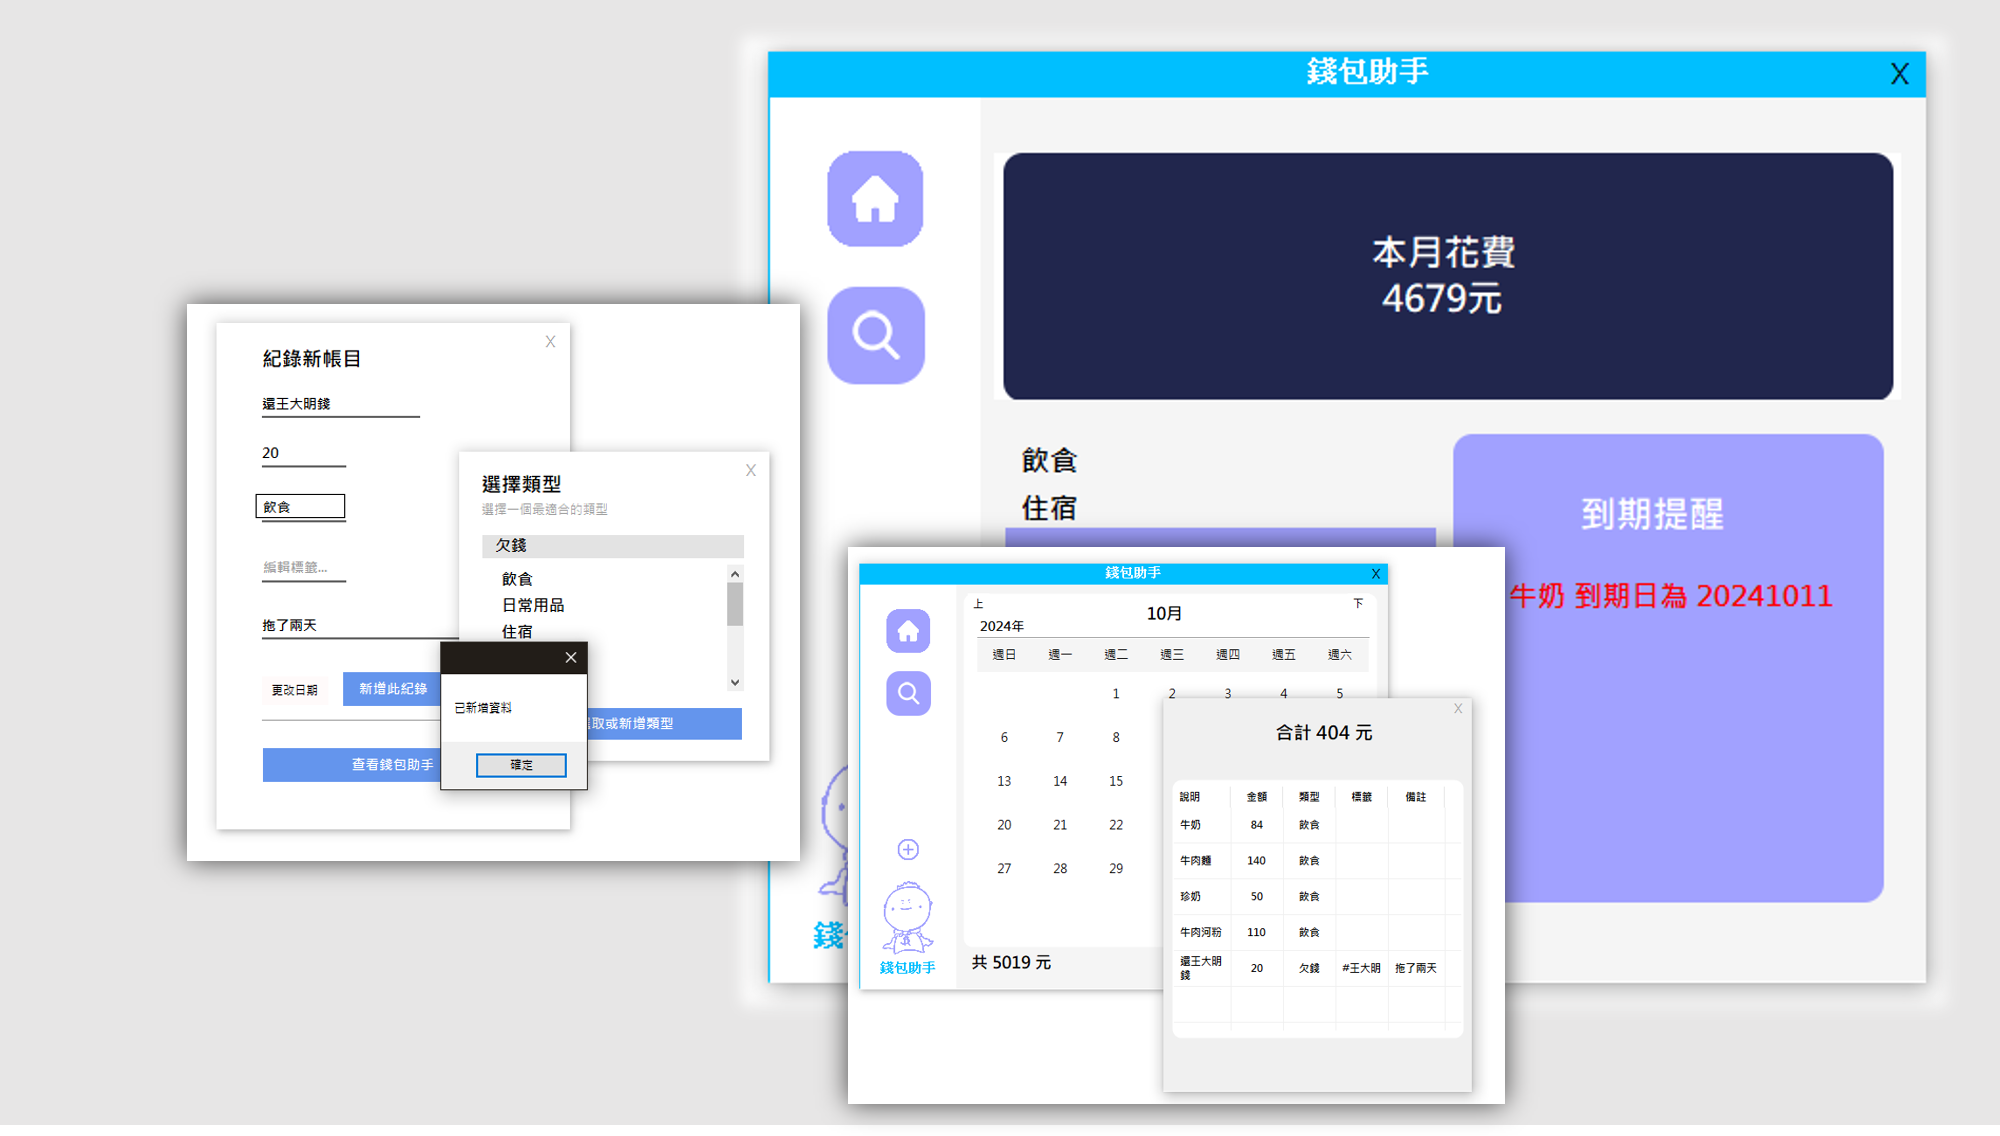 錢包助手
X
本月花費
4679元
飲食
住宿
到期提醒
牛奶 到期日為 20241011
X
紀錄新帳目
還王大明錢
20
飲食
編輯標籤...
拖了兩天
更改日期
新增此紀錄
查看錢包助手
X
選擇類型
選擇一個最適合的類型
欠錢
飲食
日常用品
住宿
取或新增類型
已新增資料
確定
錢
錢包助手
X
上
10月
下
2024年
週日 週一 週二 週三 週四 週五 週六
1 2 3 4 5
6 7 8
13 14 15
20 21 22
27 28 29
共 5019 元
錢包助手
X
合計 404 元
說明 金額 類型 標籤 備註
牛奶 84 飲食
牛肉麵 140 飲食
珍奶 50 飲食
牛肉河粉 110 飲食
還王大明錢 20 欠錢 #王大明 拖了兩天